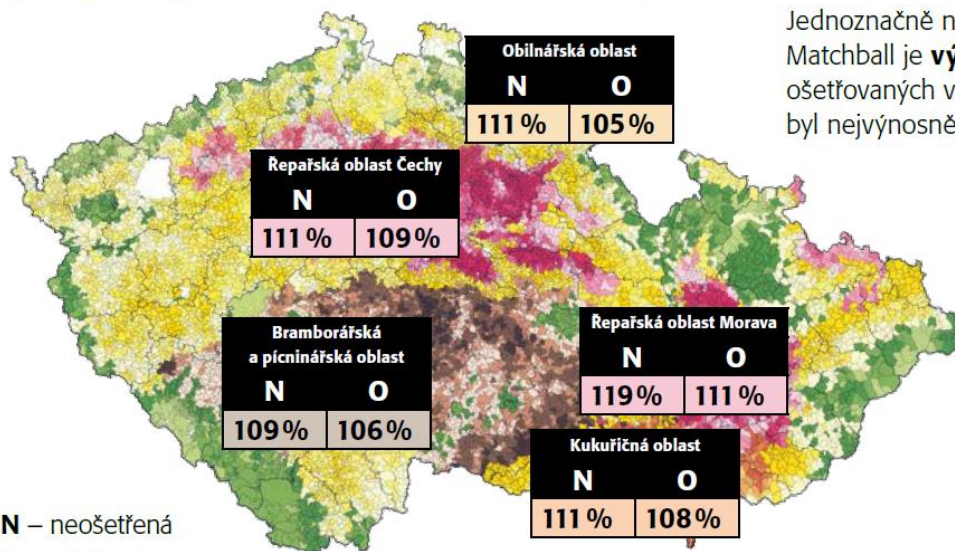 Jednoznačně n
Matchball je vý
ošetřovaných v
byl nejvýnosně
Obilnářská oblast
N O
111 % 105 %
Řepařská oblast Čechy
N O
111 % 109 %
Bramborářská
a pícninářská oblast
N O
109 % 106 %
Řepařská oblast Morava
N O
119 % 111 %
Kukuřičná oblast
N O
111 % 108 %
N – neošetřená